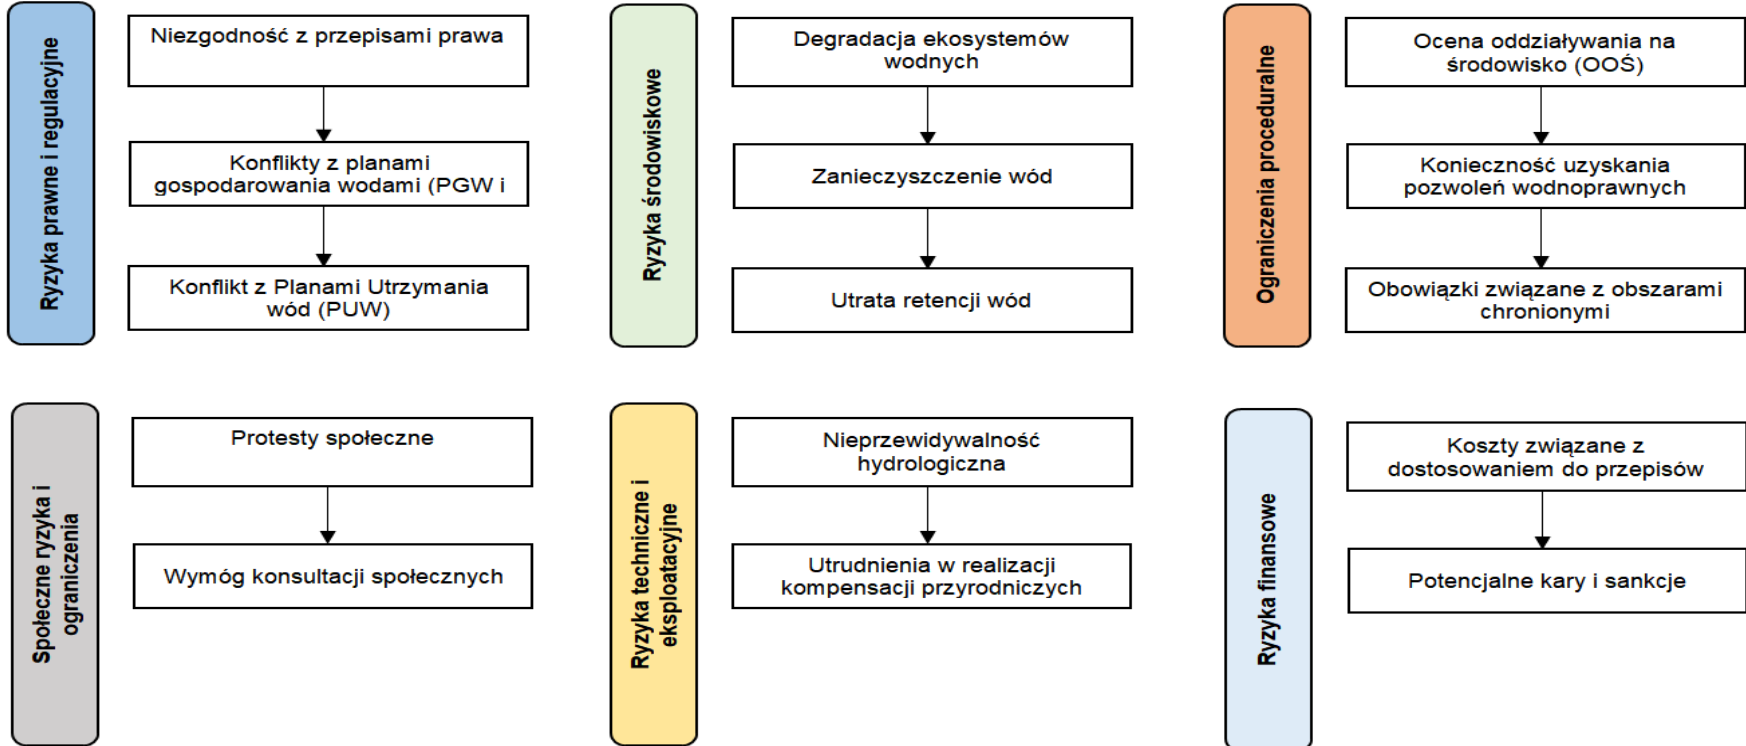 Ryzyka prawne i regulacyjne
Niezgodność z przepisami prawa
Konflikty z planami
gospodarowania wodami (PGW i
Konflikt z Planami Utrzymania
wód (PUW)
Ryzyka środowiskowe
Degradacja ekosystemów
wodnych
Zanieczyszczenie wód
Utrata retencji wód
Ograniczenia proceduralne
Ocena oddziaływania na
środowisko (OOŚ)
Konieczność uzyskania
pozwoleń wodnoprawnych
Obowiązki związane z obszarami
chronionymi
Społeczne ryzyka i
ograniczenia
Protesty społeczne
Wymóg konsultacji społecznych
Ryzyka techniczne i
eksploatacyjne
Nieprzewidywalność
hydrologiczna
Utrudnienia w realizacji
kompensacji przyrodniczych
Ryzyka finansowe
Koszty związane z
dostosowaniem do przepisów
Potencjalne kary i sankcje